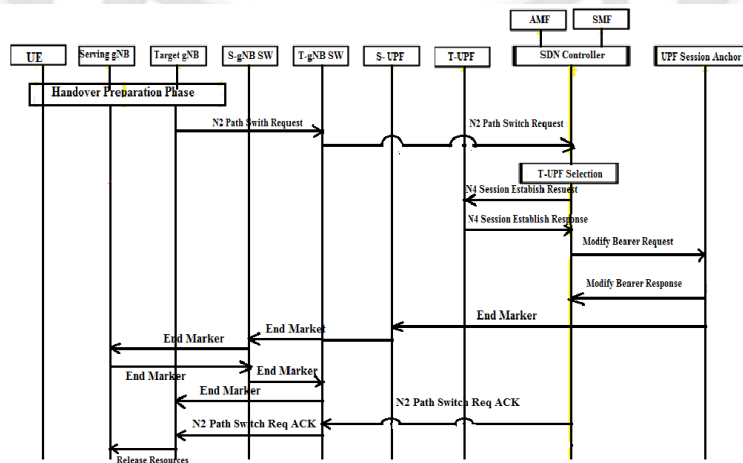 AMF
SMF
UE
Serving gNB
Target gNB
S-gNB SW
T-gNB SW
S- UPF
T-UPF
SDN Controller
UPF Session Anchor
Handover Preparation Phase
N2 Path Swith Request
N2 Path Switch Request
T-UPF Selection
N4 Session Estabish Resuest
N4 Session Establish Response
Modify Bearer Request
Modify Bearer Response
End Marker
End Market
End Marker
End Marker
End Marker
End Marker
N2 Path Switch Req ACK
N2 Path Switch Req ACK
Release Resources